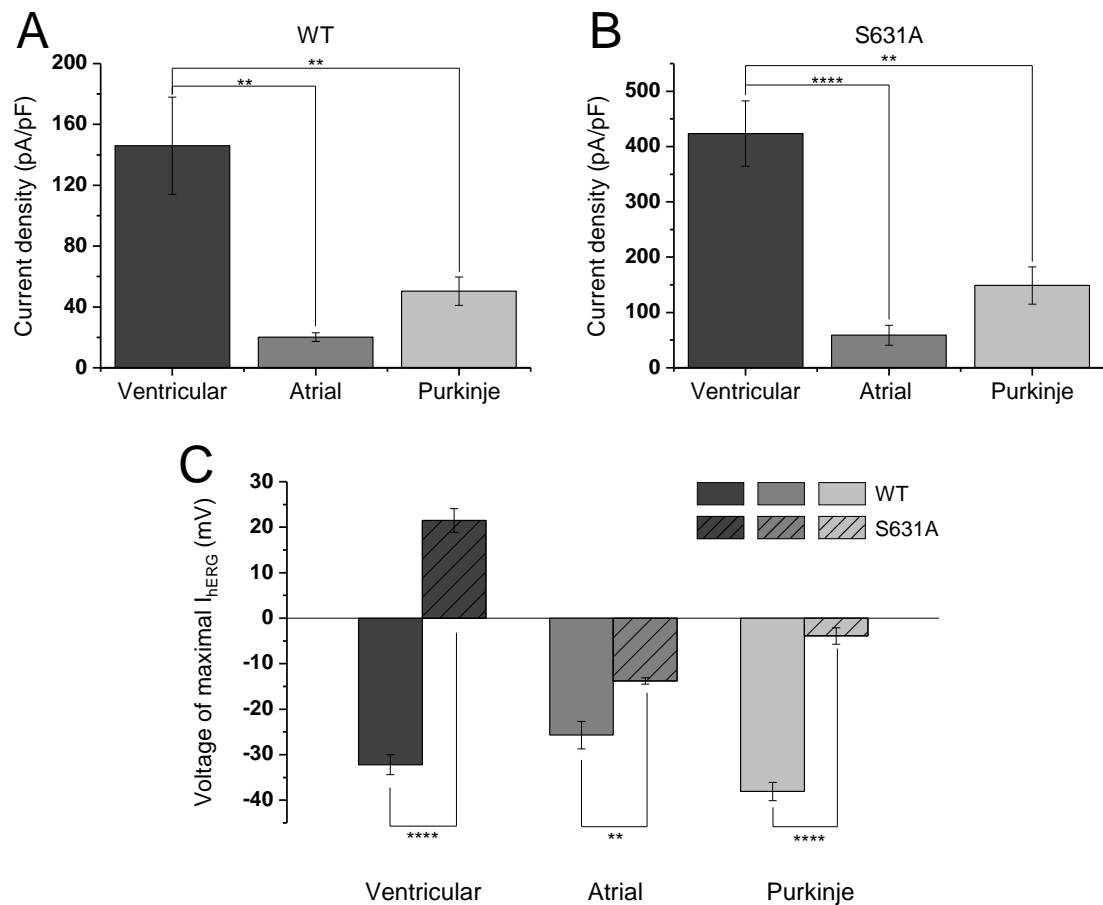 A
WT
200
160
120
80
40
0
Current density (pA/pF)
**
**
Ventricular
Atrial
Purkinje
B
S631A
500
400
300
200
100
0
Current density (pA/pF)
**
****
Ventricular
Atrial
Purkinje
C
30
20
10
0
-10
-20
-30
-40
Voltage of maximal IhERG (mV)
WT
S631A
****
**
****
Ventricular
Atrial
Purkinje